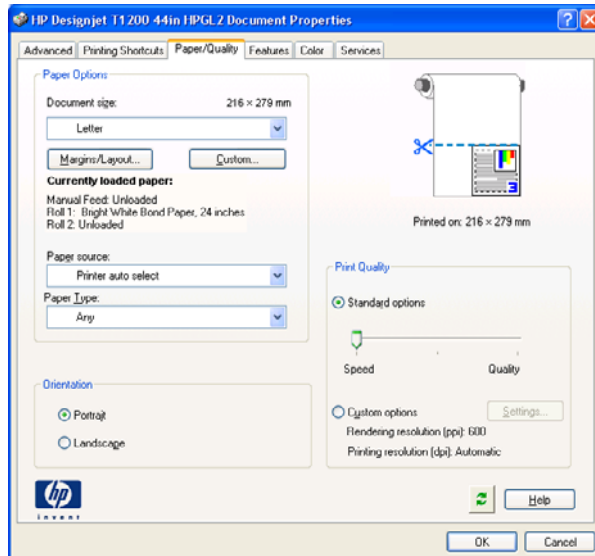 HP Designjet T1200 44in HPGL2 Document Properties
Advanced Printing Shortcuts Paper/Quality Features Color Services
Paper Options
Document size: 216 × 279 mm
Letter
Margins/Layout... Custom...
Currently loaded paper:
Manual Feed: Unloaded
Roll 1: Bright White Bond Paper, 24 inches
Roll 2: Unloaded
Paper source:
Printer auto select
Paper Type:
Any
Orientation
Portrait
Landscape
3
Printed on: 216 × 279 mm
Print Quality
Standard options
Speed Quality
Custom options Settings...
Rendering resolution (ppi): 600
Printing resolution (dpi): Automatic
hp
invent
Help
OK Cancel